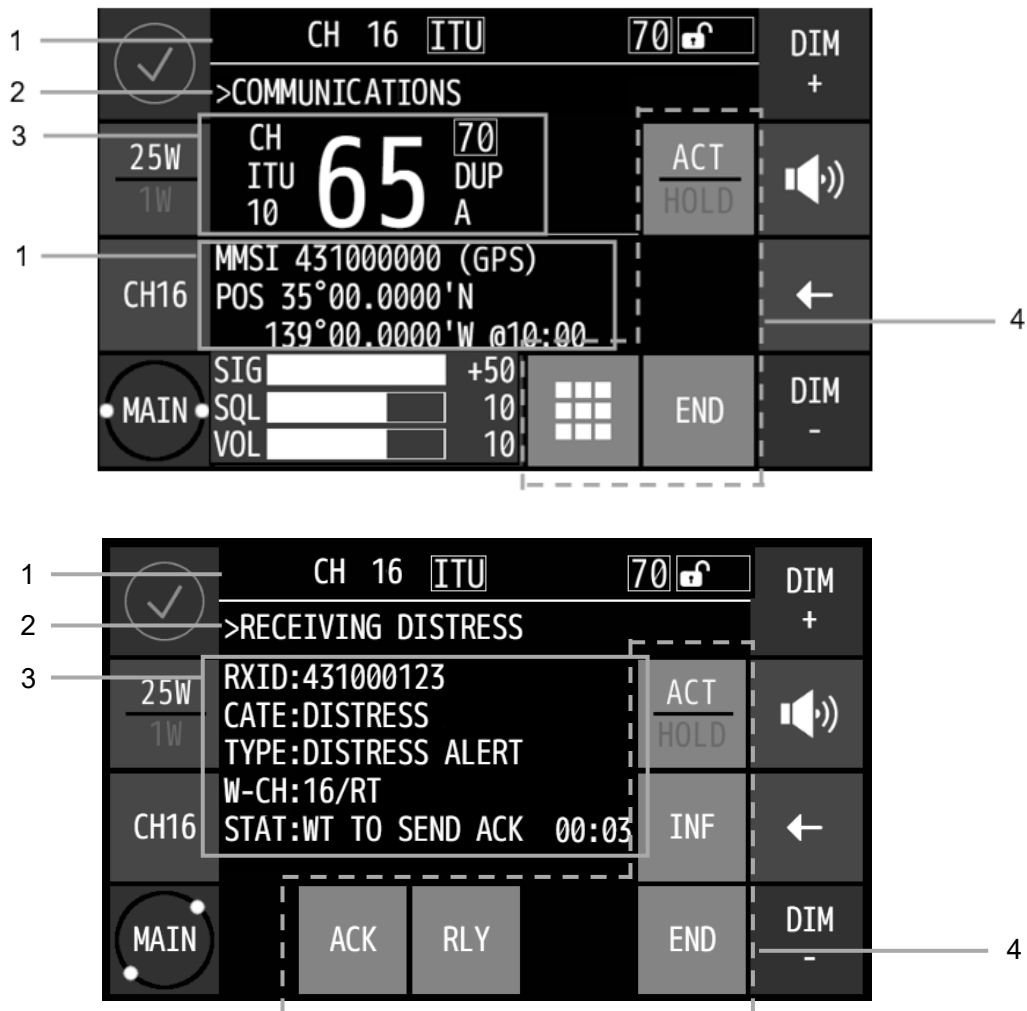 1
CH 16 ITU 70
DIM
+
2
>COMMUNICATIONS
3
25W
1W
CH
ITU
10
65
70
DUP
A
ACT
HOLD
1
CH16
MMSI 431000000 (GPS)
POS 35°00.0000'N
139°00.0000'W @10:00
←
4
MAIN
SIG +50
SQL 10
VOL 10
END
DIM
-
1
CH 16 ITU 70
DIM
+
2
>RECEIVING DISTRESS
3
25W
1W
RXID:431000123
CATE:DISTRESS
TYPE:DISTRESS ALERT
W-CH:16/RT
STAT:WT TO SEND ACK 00:03
ACT
HOLD
CH16
INF
←
MAIN
ACK
RLY
END
DIM
-
4